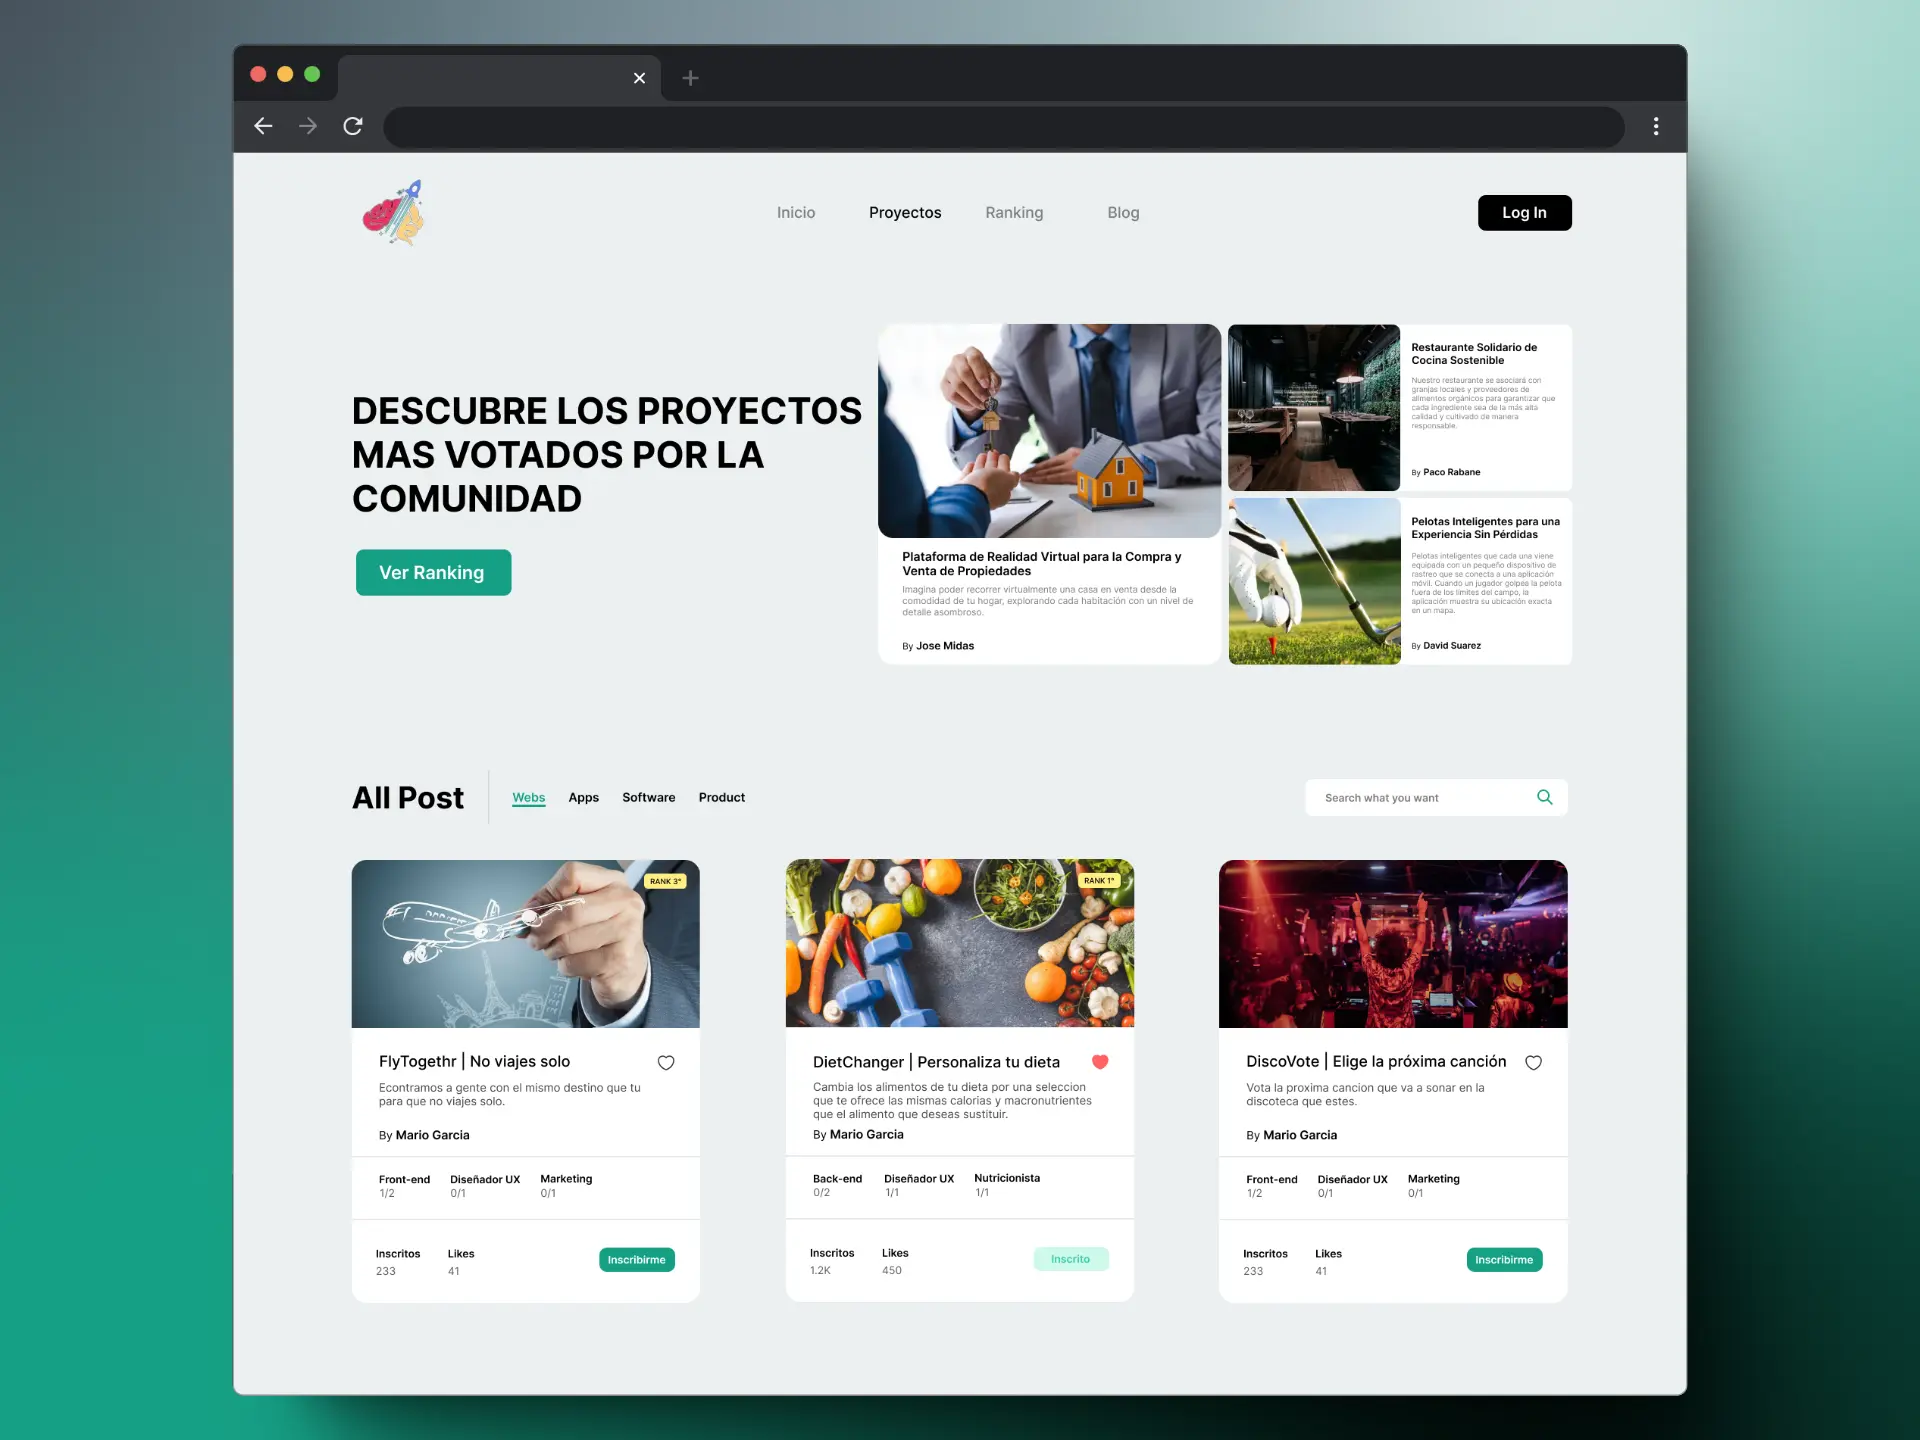 Inicio
Proyectos
Ranking
Blog
Log In
DESCUBRE LOS PROYECTOS
MAS VOTADOS POR LA
COMUNIDAD
Ver Ranking
Plataforma de Realidad Virtual para la Compra y
Venta de Propiedades
Imagina poder recorrer virtualmente una casa en venta desde la
comodidad de tu hogar, explorando cada habitación con un nivel de
detalle asombroso.
By Jose Midas
Restaurante Solidario de
Cocina Sostenible
Nuestro restaurante se asociará con
granjas locales y proveedores de
alimentos orgánicos para garantizar que
cada ingrediente sea de la más alta
calidad y cultivado de manera
responsable.
By Paco Rabane
Pelotas Inteligentes para una
Experiencia Sin Pérdidas
Pelotas inteligentes que cada una viene
equipada con un pequeño dispositivo de
rastreo que se conecta a una aplicación
móvil. Cuando un jugador golpea la pelota
fuera de los límites del campo, la
aplicación muestra su ubicación exacta
en un mapa.
By David Suarez
All Post
Webs
Apps
Software
Product
Search what you want
RANK 3°
FlyTogethr | No viajes solo
Econtramos a gente con el mismo destino que tu
para que no viajes solo.
By Mario Garcia
Front-end
1/2
Diseñador UX
0/1
Marketing
0/1
Inscritos
233
Likes
41
Inscribirme
RANK 1°
DietChanger | Personaliza tu dieta
Cambia los alimentos de tu dieta por una seleccion
que te ofrece las mismas calorias y macronutrientes
que el alimento que deseas sustituir.
By Mario Garcia
Back-end
0/2
Diseñador UX
1/1
Nutricionista
1/1
Inscritos
1.2K
Likes
450
Inscrito
DiscoVote | Elige la próxima canción
Vota la proxima cancion que va a sonar en la
discoteca que estes.
By Mario Garcia
Front-end
1/2
Diseñador UX
0/1
Marketing
0/1
Inscritos
233
Likes
41
Inscribirme